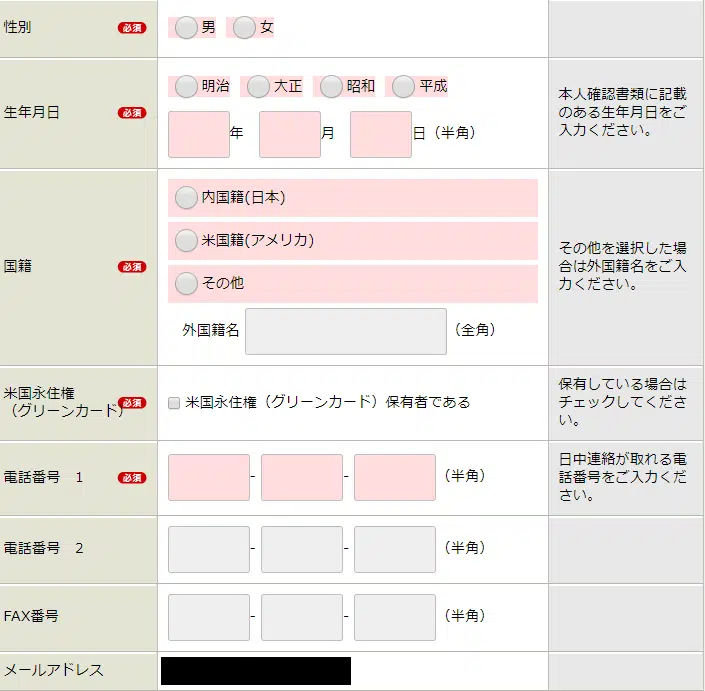 性別 必須 男 女
生年月日 必須 明治 大正 昭和 平成
年 月 日（半角）
本人確認書類に記載
のある生年月日をご
入力ください。
国籍 必須
内国籍(日本)
米国籍(アメリカ)
その他
外国籍名 （全角）
その他を選択した場
合は外国籍名をご入
力ください。
米国永住権
（グリーンカード） 必須
米国永住権（グリーンカード）保有者である
保有している場合は
チェックしてくださ
い。
電話番号　1 必須 - - （半角）
日中連絡が取れる電
話番号をご入力くだ
さい。
電話番号　2 - - （半角）
FAX番号 - - （半角）
メールアドレス